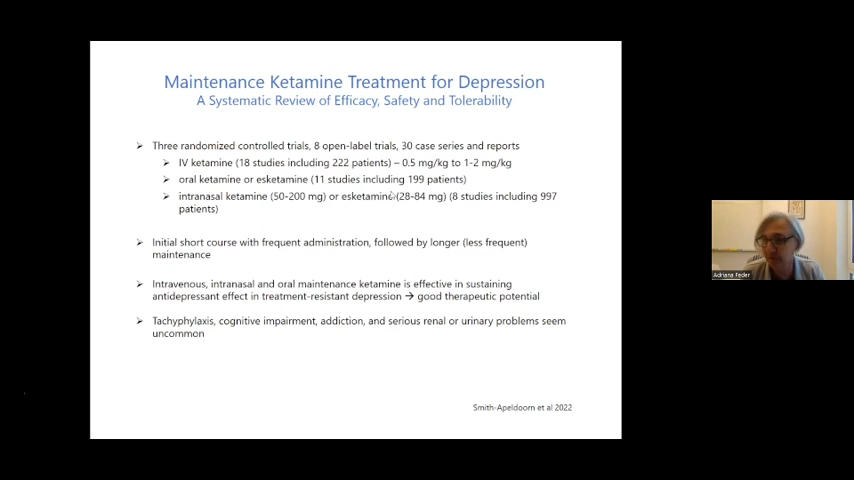 Maintenance Ketamine Treatment for Depression
A Systematic Review of Efficacy, Safety and Tolerability
➢ Three randomized controlled trials, 8 open-label trials, 30 case series and reports
➢ IV ketamine (18 studies including 222 patients) – 0.5 mg/kg to 1-2 mg/kg
➢ oral ketamine or esketamine (11 studies including 199 patients)
➢ intranasal ketamine (50-200 mg) or esketamine (28-84 mg) (8 studies including 997
patients)
➢ Initial short course with frequent administration, followed by longer (less frequent)
maintenance
➢ Intravenous, intranasal and oral maintenance ketamine is effective in sustaining
antidepressant effect in treatment-resistant depression → good therapeutic potential
➢ Tachyphylaxis, cognitive impairment, addiction, and serious renal or urinary problems seem
uncommon
Smith-Apeldoorn et al 2022
Adriana Feder